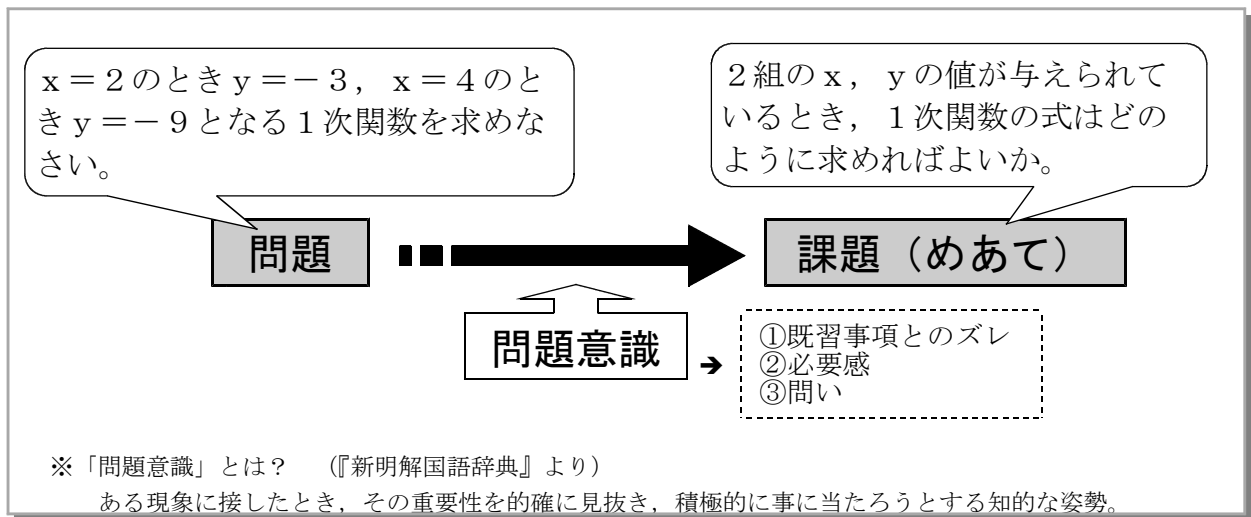 x＝2のときy＝－3，x＝4のと
きy＝－9となる1次関数を求めな
さい。
2組のx，yの値が与えられて
いるとき，1次関数の式はどの
ように求めればよいか。
問題
課題（めあて）
問題意識
➔
①既習事項とのズレ
②必要感
③問い
※「問題意識」とは？　（『新明解国語辞典』より）
ある現象に接したとき，その重要性を的確に見抜き，積極的に事に当たろうとする知的な姿勢。